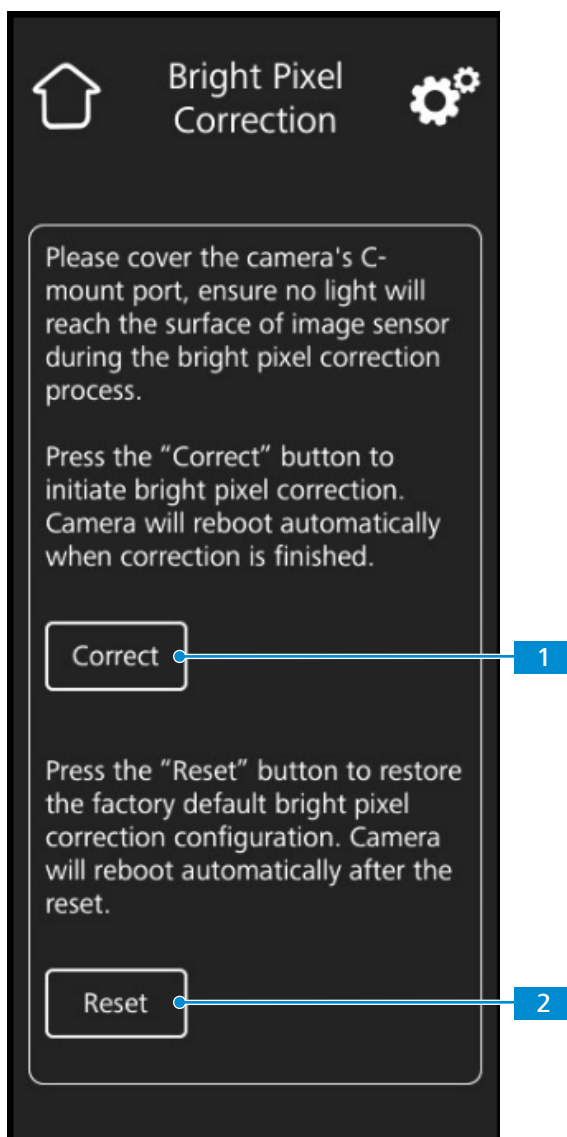 Bright Pixel
Correction
Please cover the camera's C-
mount port, ensure no light will
reach the surface of image sensor
during the bright pixel correction
process.
Press the “Correct” button to
initiate bright pixel correction.
Camera will reboot automatically
when correction is finished.
Correct
1
Press the “Reset” button to restore
the factory default bright pixel
correction configuration. Camera
will reboot automatically after the
reset.
Reset
2